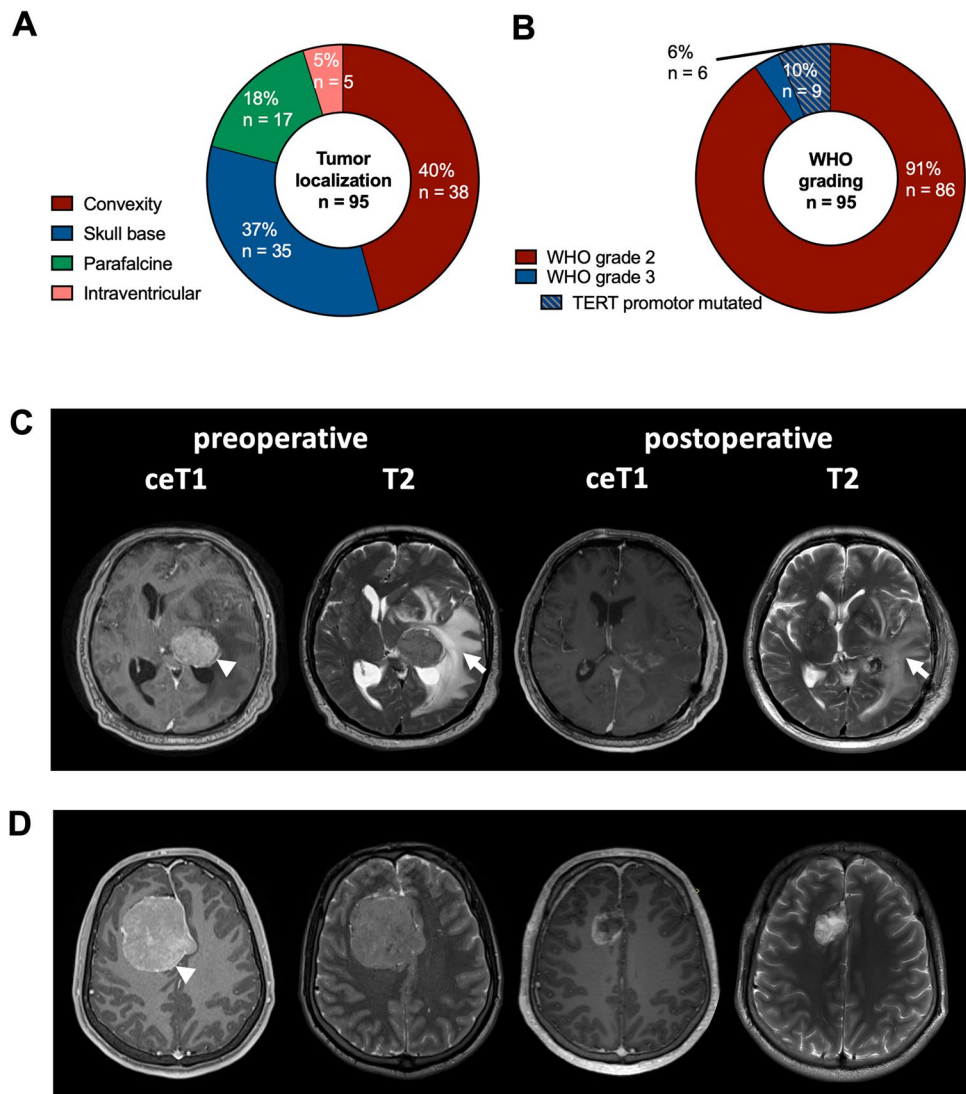 A
5%
n = 5
18%
n = 17
40%
n = 38
37%
n = 35
Tumor
localization
n = 95
Convexity
Skull base
Parafalcine
Intraventricular
B
6%
n = 6
10%
n = 9
91%
n = 86
WHO
grading
n = 95
WHO grade 2
WHO grade 3
TERT promotor mutated
C
preoperative
postoperative
ceT1
T2
ceT1
T2
D